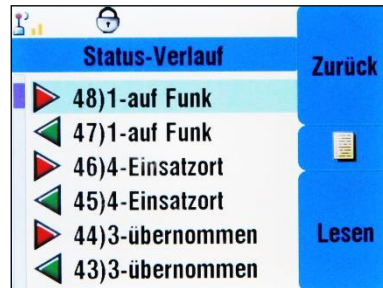 Status-Verlauf
Zurück
48)1-auf Funk
47)1-auf Funk
46)4-Einsatzort
45)4-Einsatzort
44)3-übernommen
43)3-übernommen
Lesen